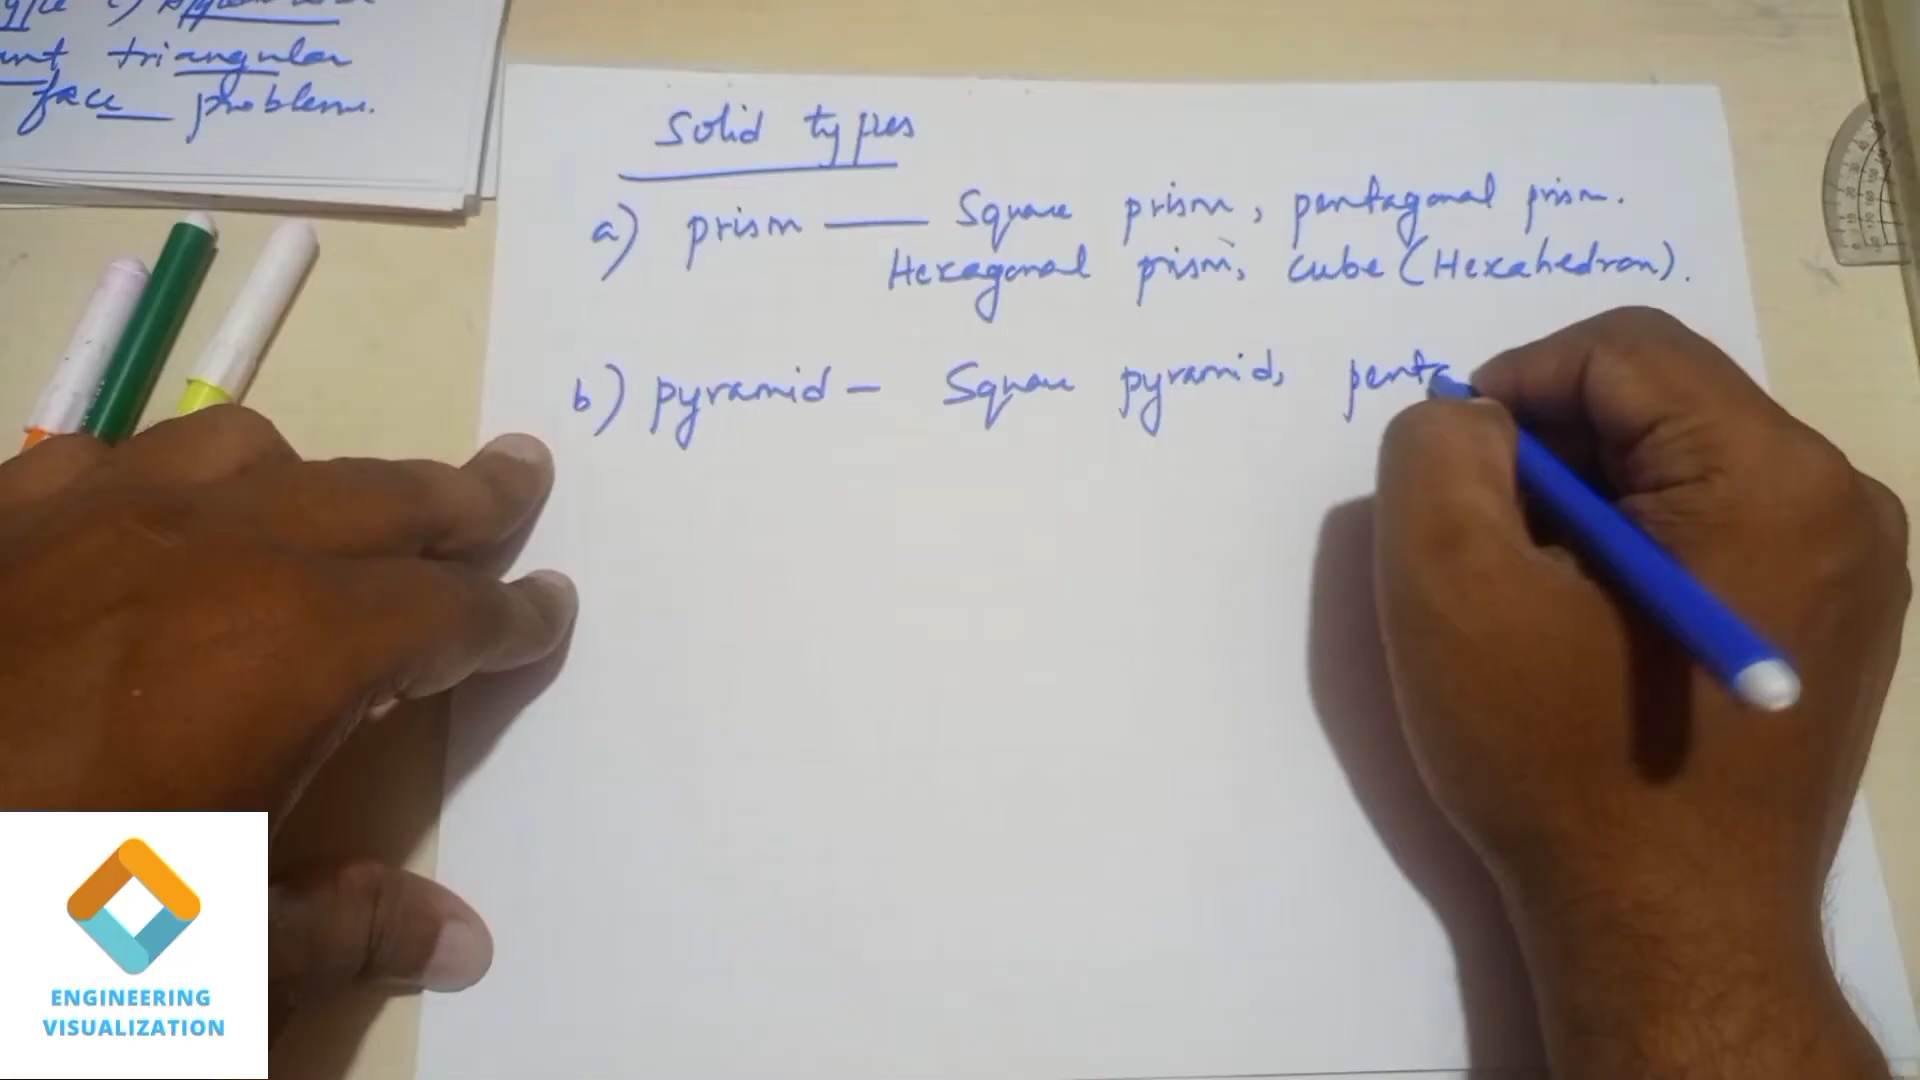 triangular
face problems.
Solid types
a) prism — Square prism, pentagonal prism.
Hexagonal prism, cube (Hexahedron).
b) pyramid - Square pyramid, penta
ENGINEERING
VISUALIZATION